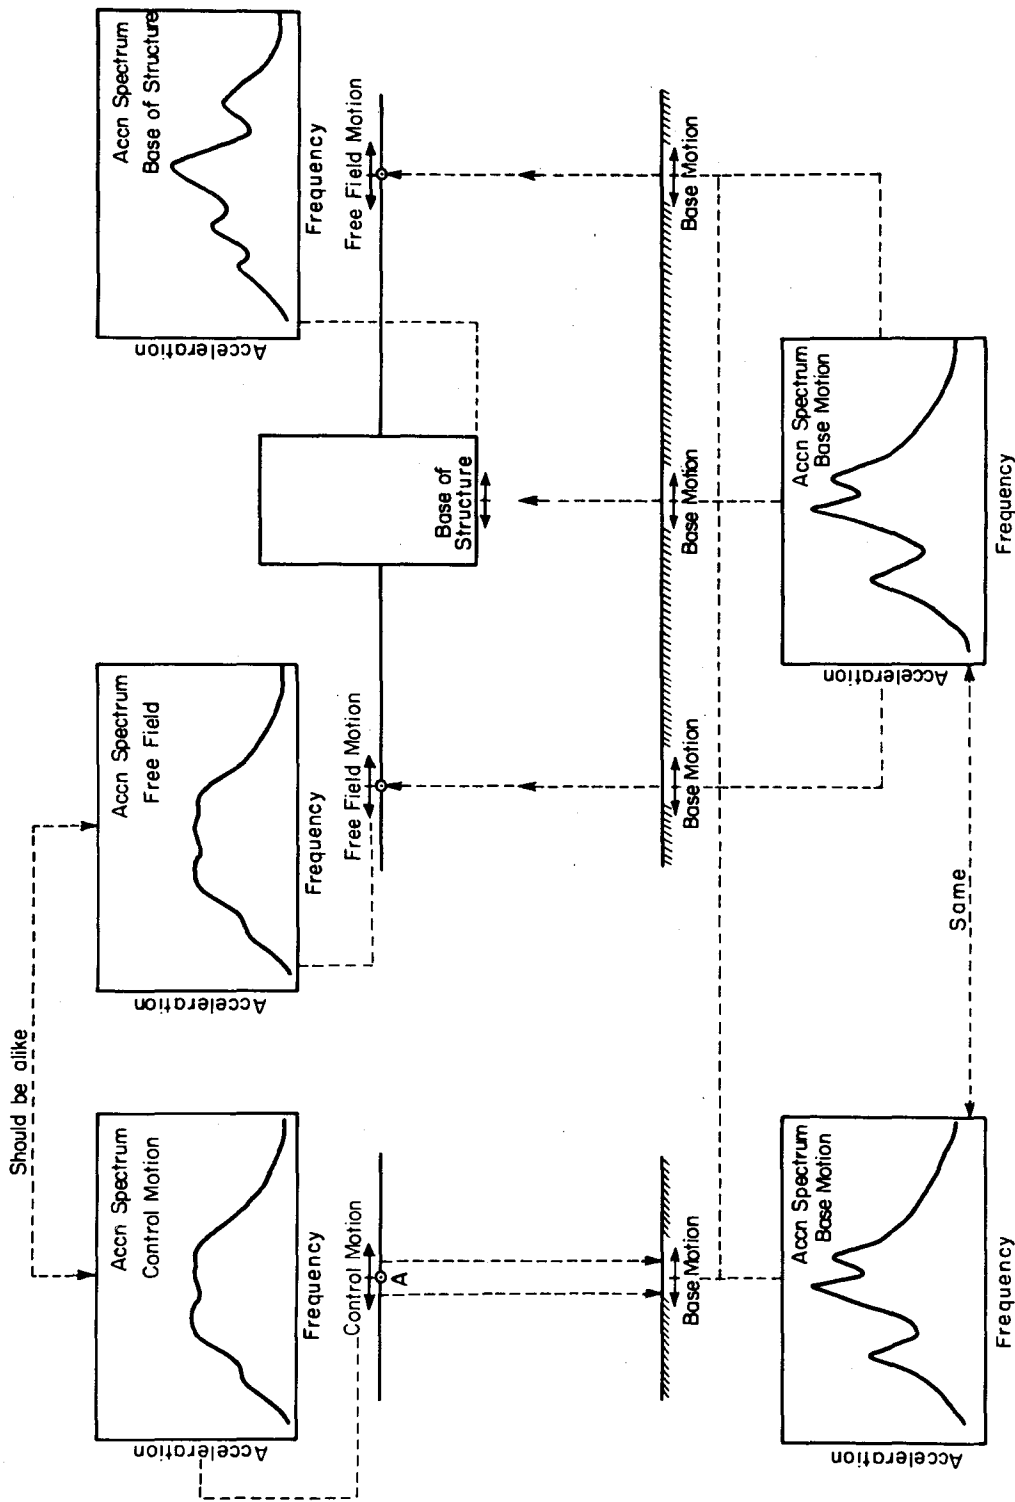 Should be alike
Acceleration
Accn Spectrum
Control Motion
Frequency
Acceleration
Accn Spectrum
Free Field
Frequency
Acceleration
Accn Spectrum
Base of Structure
Frequency
Control Motion
A
Free Field Motion
Free Field Motion
Base of
Structure
Base Motion
Base Motion
Base Motion
Base Motion
Acceleration
Accn Spectrum
Base Motion
Frequency
Same
Acceleration
Accn Spectrum
Base Motion
Frequency